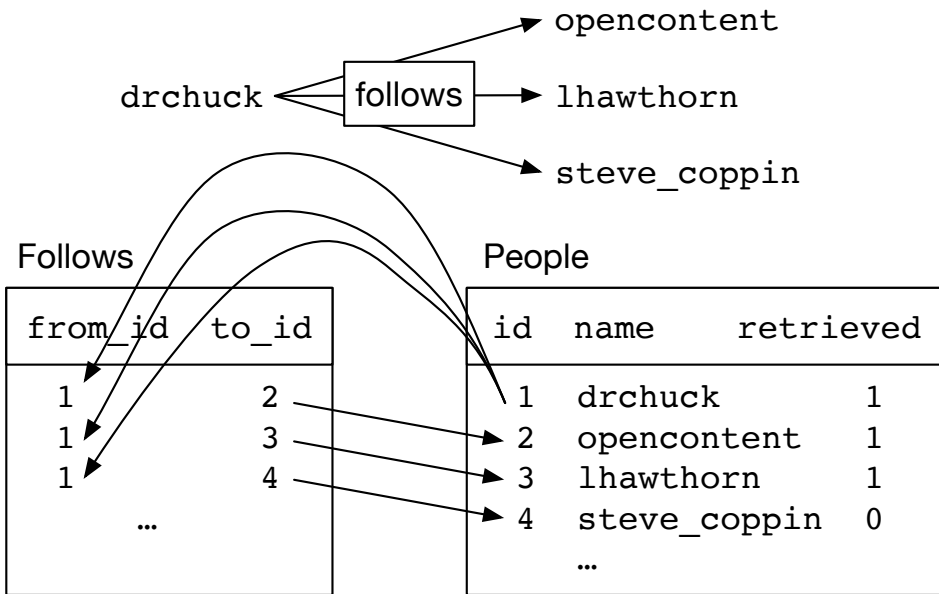 opencontent
drchuck follows lhawthorn
steve_coppin
Follows
from_id to_id
1 2
1 3
1 4
…
People
id name retrieved
1 drchuck 1
2 opencontent 1
3 lhawthorn 1
4 steve_coppin 0
…